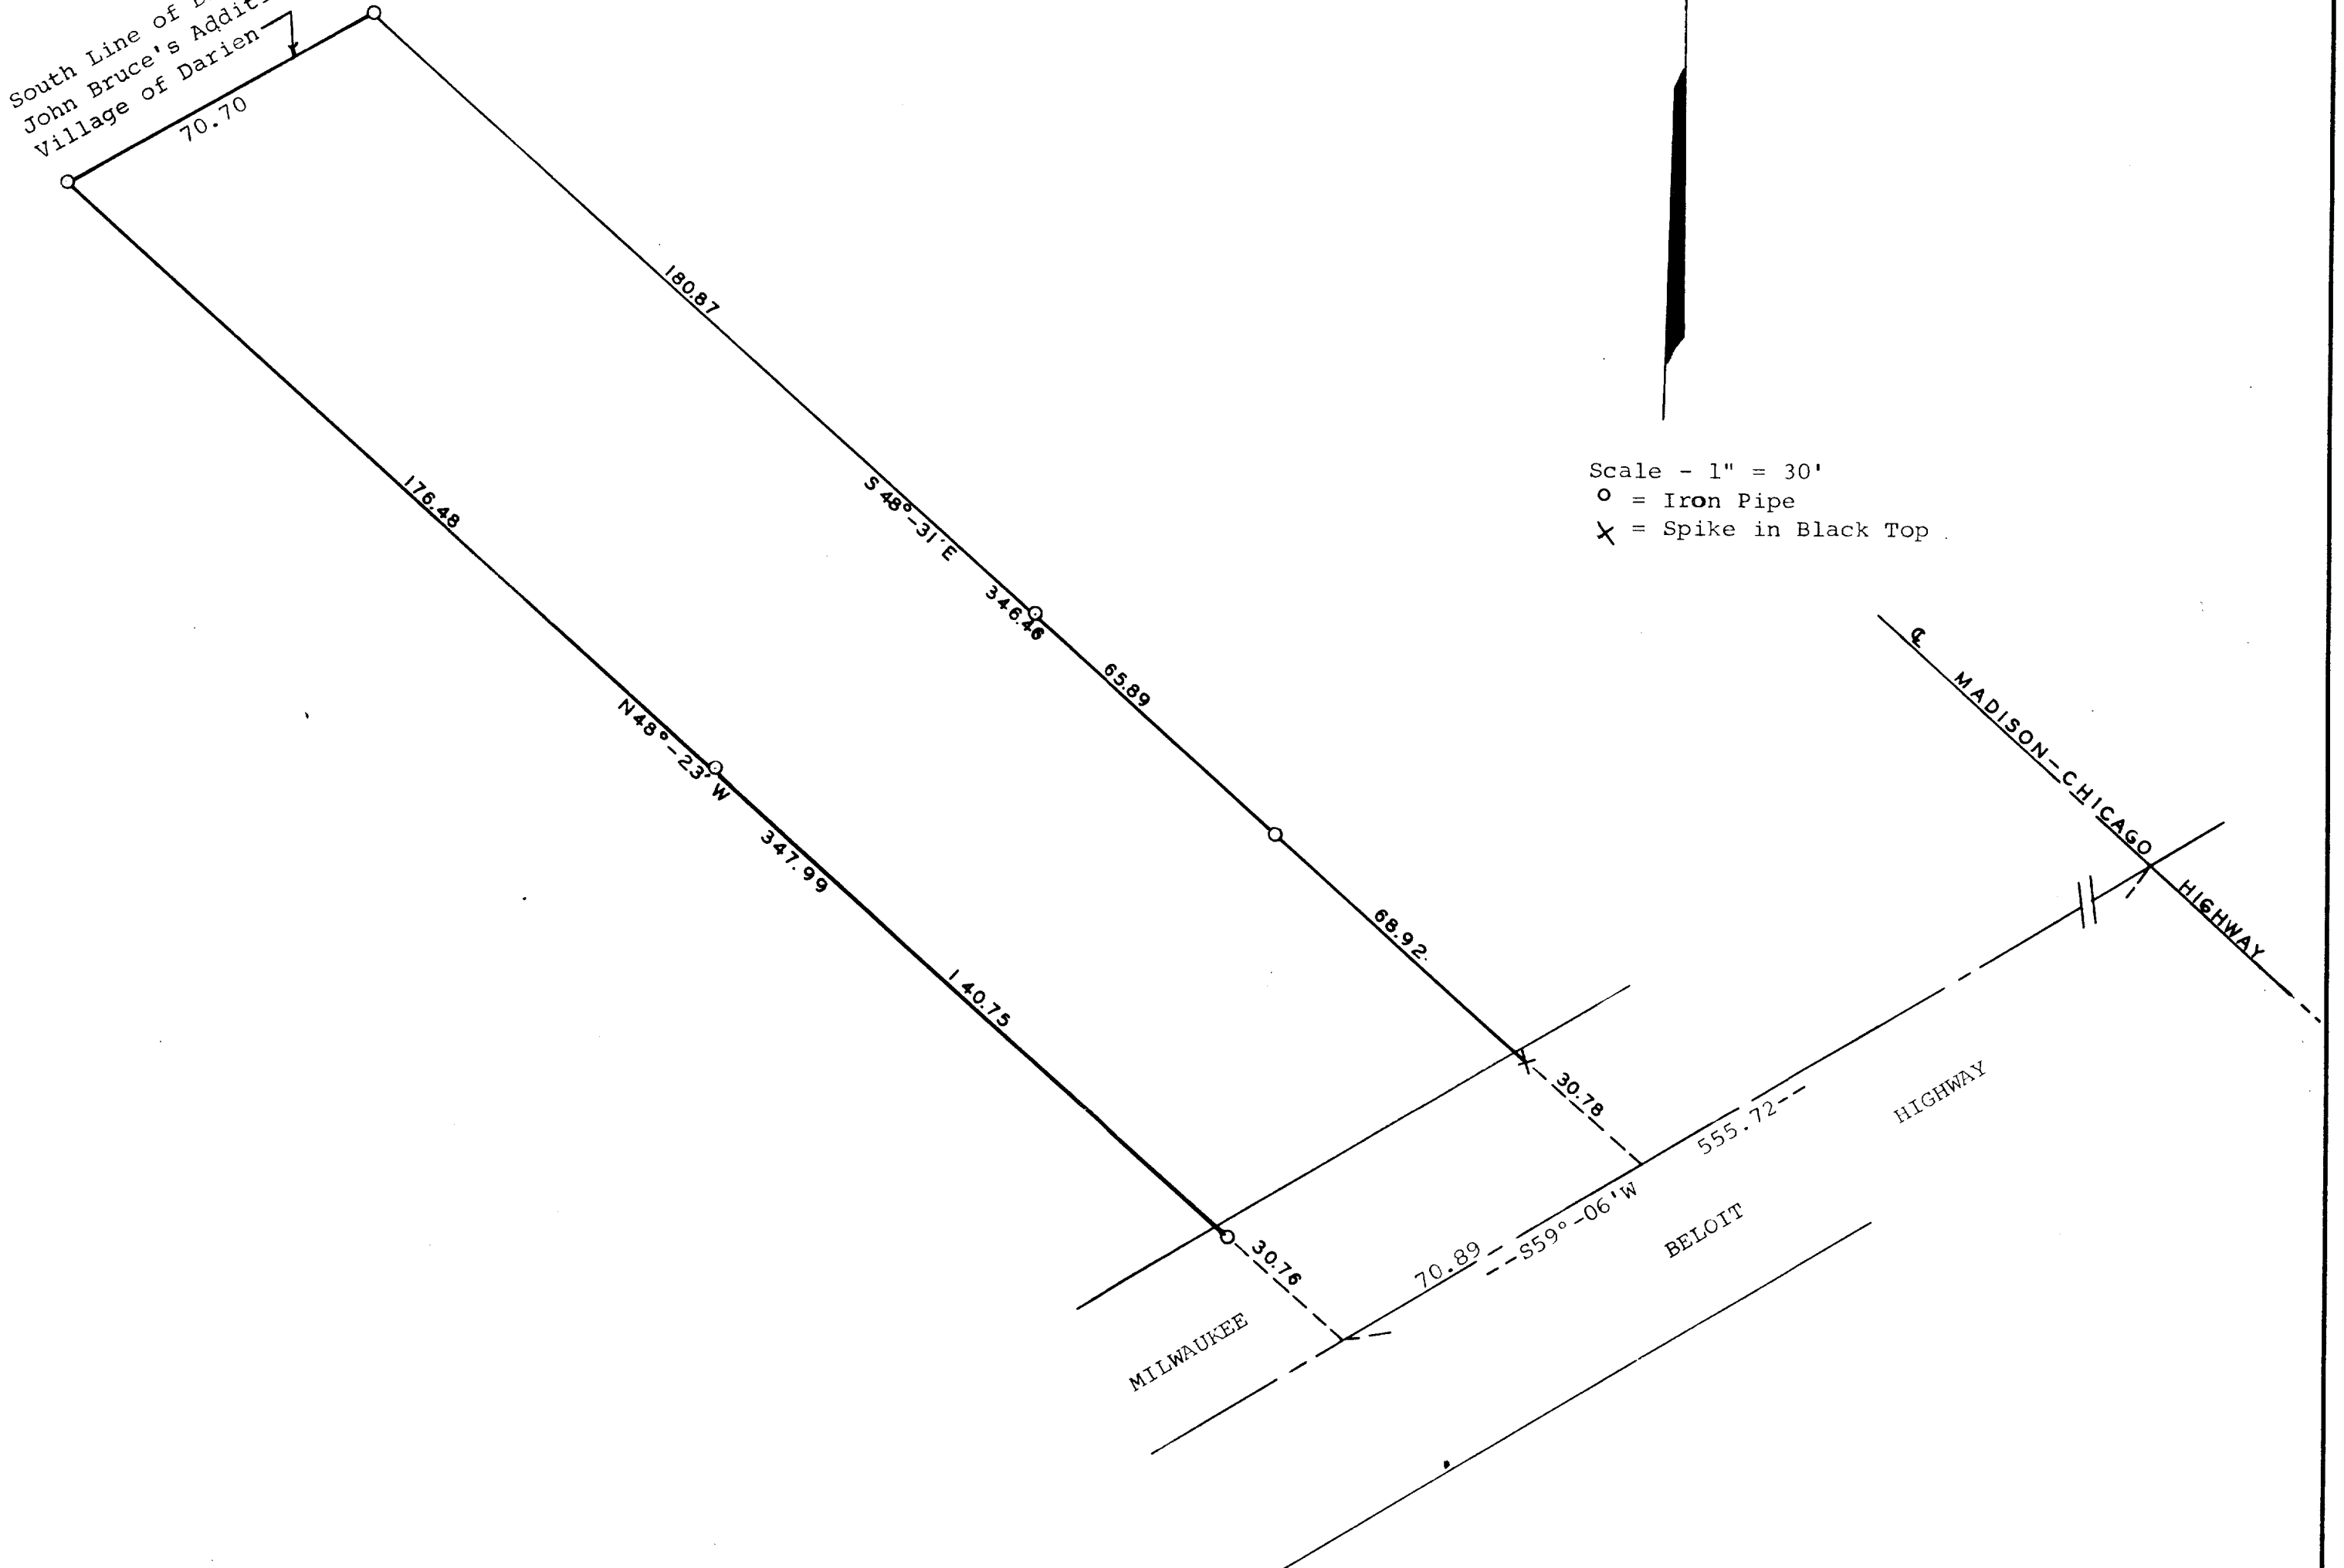 South Line of
John Bruce's
Village of Darien
70.70
180.87
S 48°-31'E
346.46
176.48
N48°-23' W
347.99
65.89
68.92
140.75
30.78
30.76
Scale - 1" = 30'
o = Iron Pipe
X = Spike in Black Top
℄ MADISON-CHICAGO HIGHWAY
555.72--
70.89
--S59°-06'W
MILWAUKEE BELOIT HIGHWAY